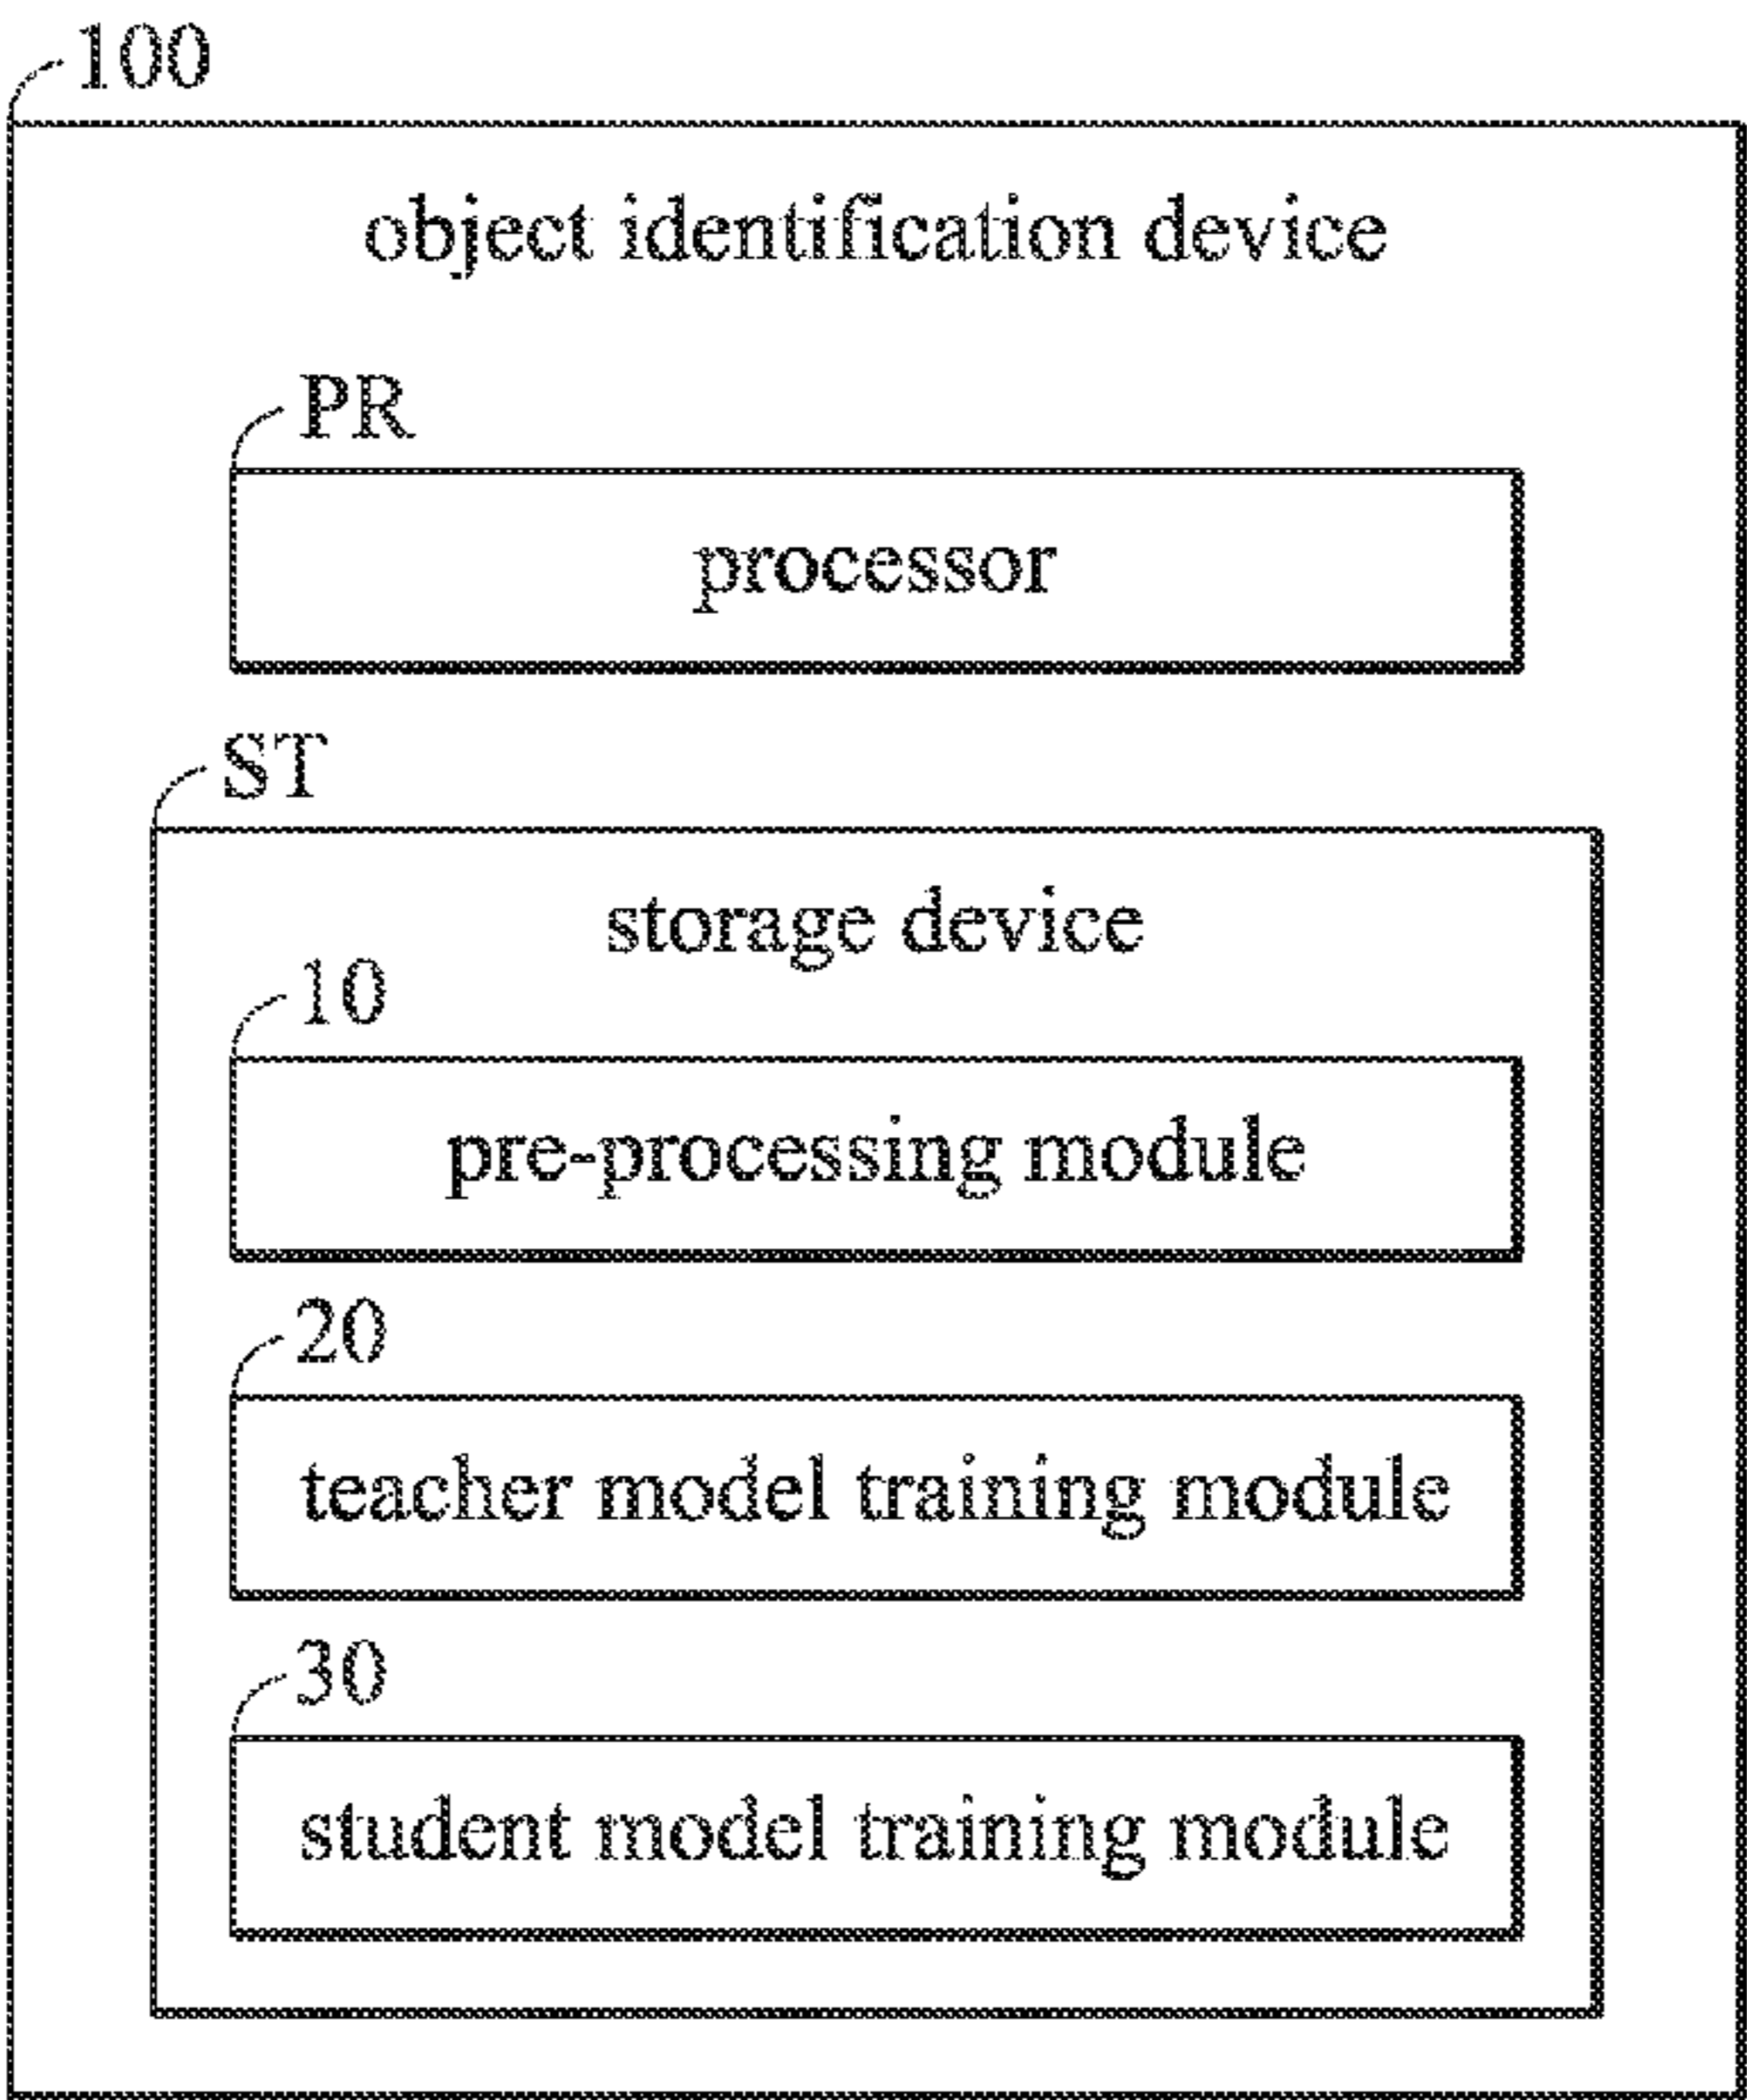 100
object identification device
PR
processor
ST
storage device
10
pre-processing module
20
teacher model training module
30
student model training module